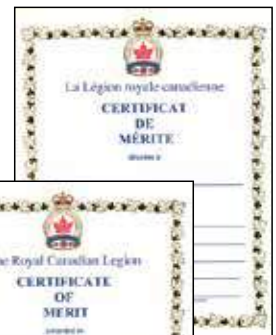 La Légion royale canadienne
CERTIFICAT
DE
MÉRITE
he Royal Canadian Legion
CERTIFICATE
OF
MERIT